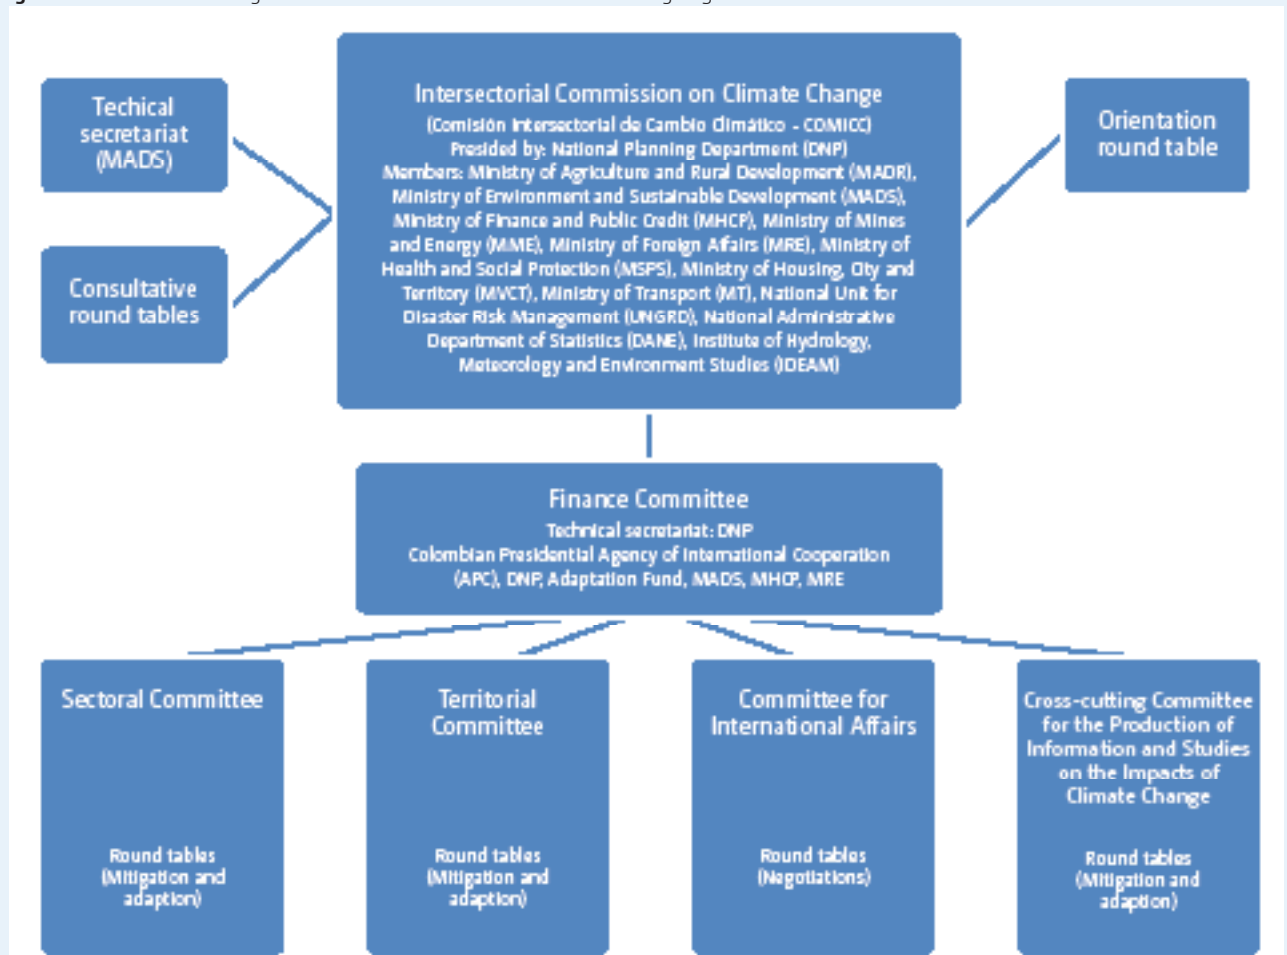 Techical
secretariat
(MADS)
Consultative
round tables
Intersectorial Commission on Climate Change
(Comisión Intersectorial de Cambio Climático - COMICC)
Presided by: National Planning Department (DNP)
Members: Ministry of Agriculture and Rural Development (MADR),
Ministry of Environment and Sustainable Development (MADS),
Ministry of Finance and Public Credit (MHCP), Ministry of Mines
and Energy (MME), Ministry of Foreign Affairs (MRE), Ministry of
Health and Social Protection (MSPS), Ministry of Housing, City and
Territory (MVCT), Ministry of Transport (MT), National Unit for
Disaster Risk Management (UNGRD), National Administrative
Department of Statistics (DANE), Institute of Hydrology,
Meteorology and Environment Studies (IDEAM)
Orientation
round table
Finance Committee
Technical secretariat: DNP
Colombian Presidential Agency of International Cooperation
(APC), DNP, Adaptation Fund, MADS, MHCP, MRE
Sectoral Committee
Round tables
(Mitigation and
adaption)
Territorial
Committee
Round tables
(Mitigation and
adaption)
Committee for
International Affairs
Round tables
(Negotiations)
Cross-cutting Committee
for the Production of
Information and Studies
on the Impacts of
Climate Change
Round tables
(Mitigation and
adaption)